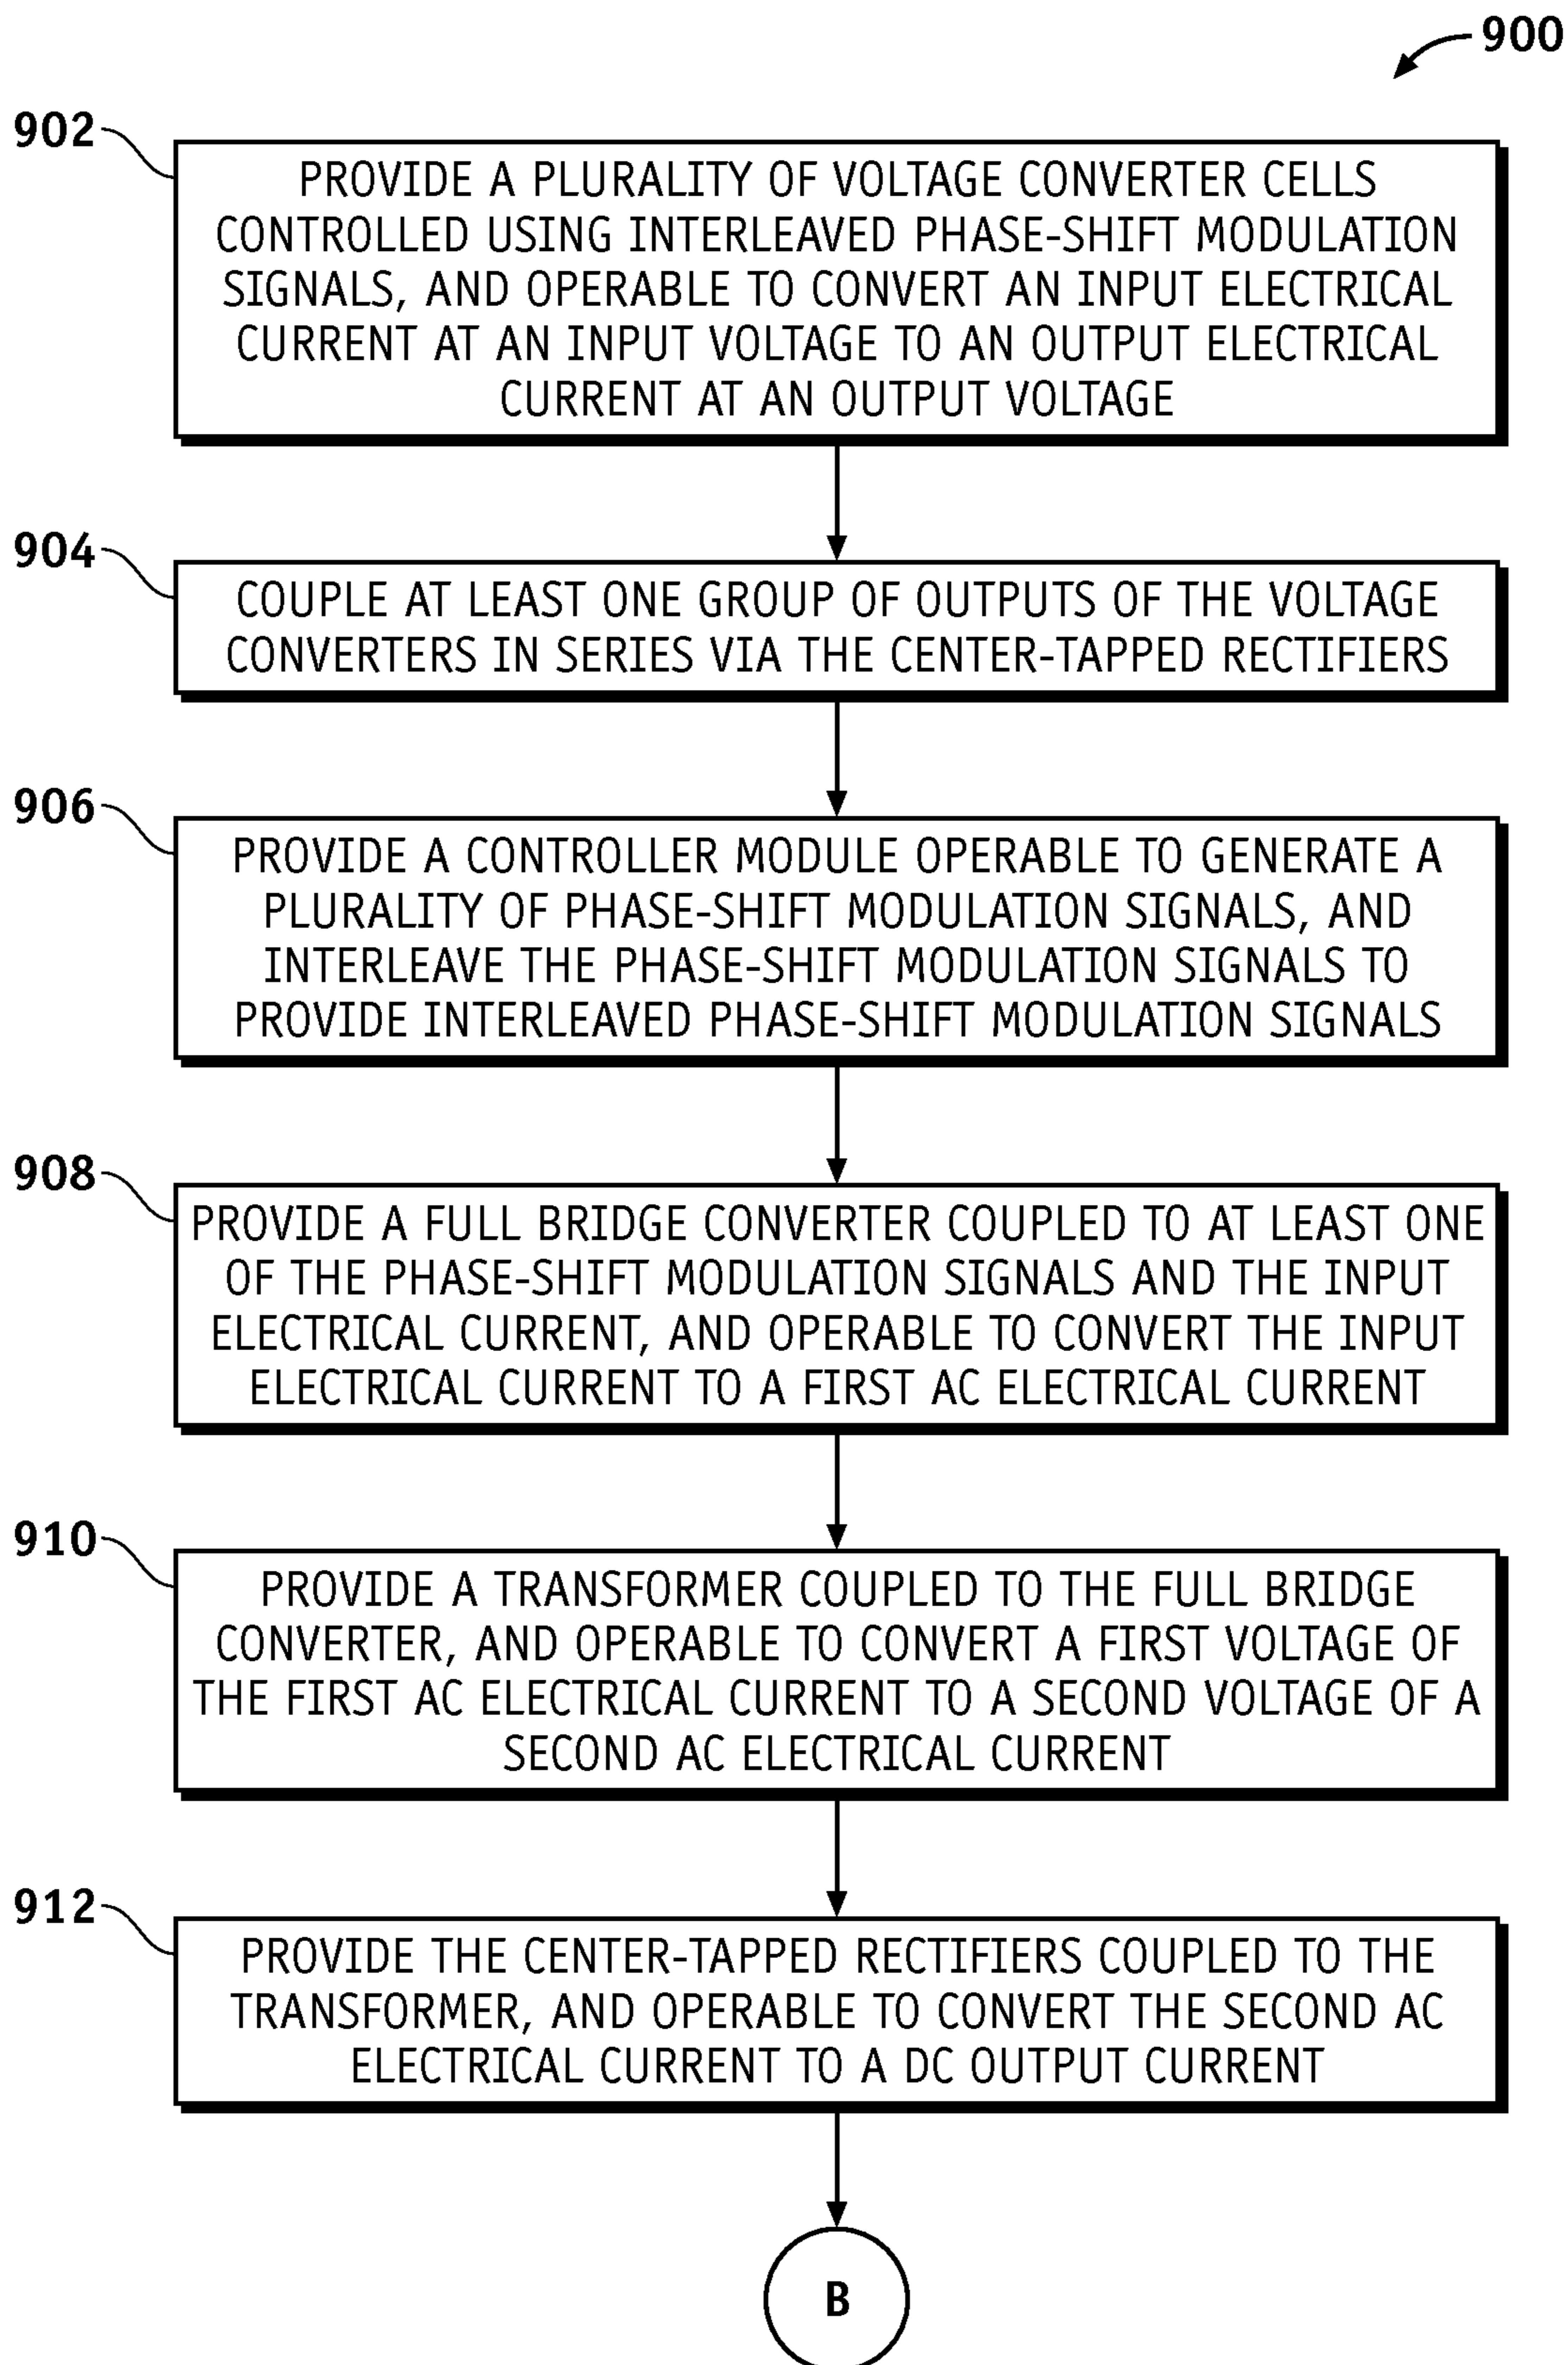 900
902
PROVIDE A PLURALITY OF VOLTAGE CONVERTER CELLS
CONTROLLED USING INTERLEAVED PHASE-SHIFT MODULATION
SIGNALS, AND OPERABLE TO CONVERT AN INPUT ELECTRICAL
CURRENT AT AN INPUT VOLTAGE TO AN OUTPUT ELECTRICAL
CURRENT AT AN OUTPUT VOLTAGE
904
COUPLE AT LEAST ONE GROUP OF OUTPUTS OF THE VOLTAGE
CONVERTERS IN SERIES VIA THE CENTER-TAPPED RECTIFIERS
906
PROVIDE A CONTROLLER MODULE OPERABLE TO GENERATE A
PLURALITY OF PHASE-SHIFT MODULATION SIGNALS, AND
INTERLEAVE THE PHASE-SHIFT MODULATION SIGNALS TO
PROVIDE INTERLEAVED PHASE-SHIFT MODULATION SIGNALS
908
PROVIDE A FULL BRIDGE CONVERTER COUPLED TO AT LEAST ONE
OF THE PHASE-SHIFT MODULATION SIGNALS AND THE INPUT
ELECTRICAL CURRENT, AND OPERABLE TO CONVERT THE INPUT
ELECTRICAL CURRENT TO A FIRST AC ELECTRICAL CURRENT
910
PROVIDE A TRANSFORMER COUPLED TO THE FULL BRIDGE
CONVERTER, AND OPERABLE TO CONVERT A FIRST VOLTAGE OF
THE FIRST AC ELECTRICAL CURRENT TO A SECOND VOLTAGE OF A
SECOND AC ELECTRICAL CURRENT
912
PROVIDE THE CENTER-TAPPED RECTIFIERS COUPLED TO THE
TRANSFORMER, AND OPERABLE TO CONVERT THE SECOND AC
ELECTRICAL CURRENT TO A DC OUTPUT CURRENT
B